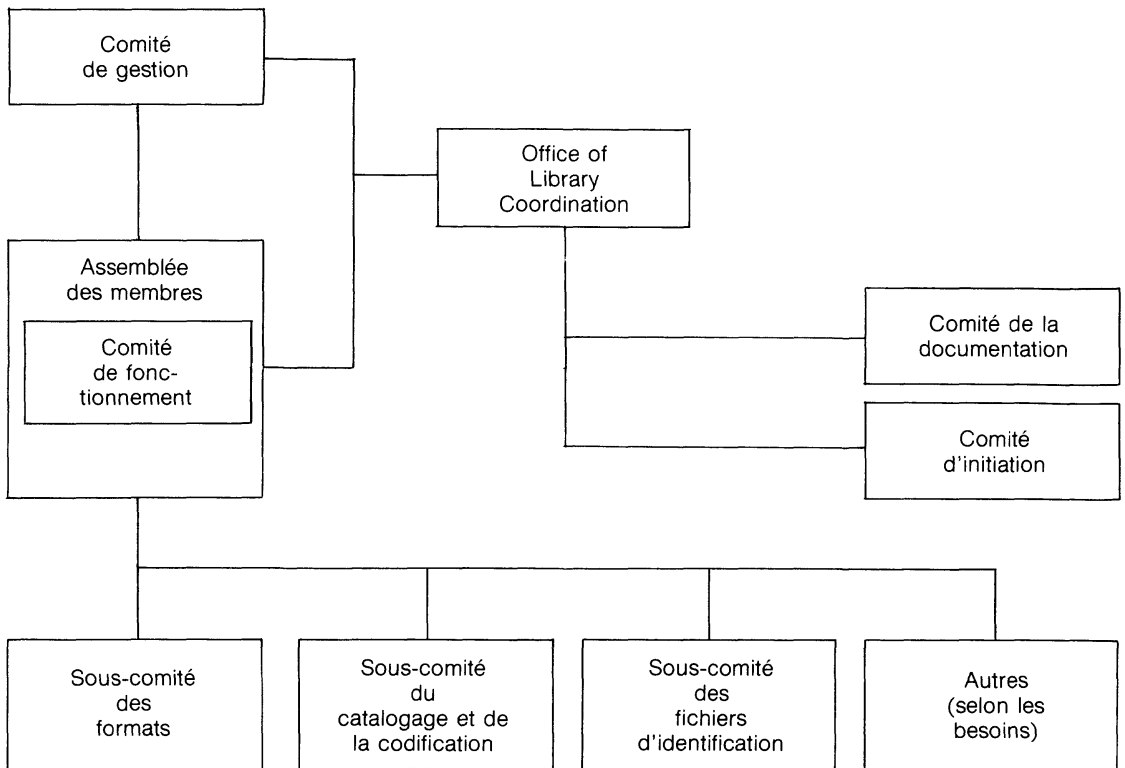 Comité
de gestion
Office of
Library
Coordination
Assemblée
des membres
Comité
de fonc-
tionnement
Comité de la
documentation
Comité
d'initiation
Sous-comité
des
formats
Sous-comité
du
catalogage et de
la codification
Sous-comité
des
fichiers
d'identification
Autres
(selon les
besoins)